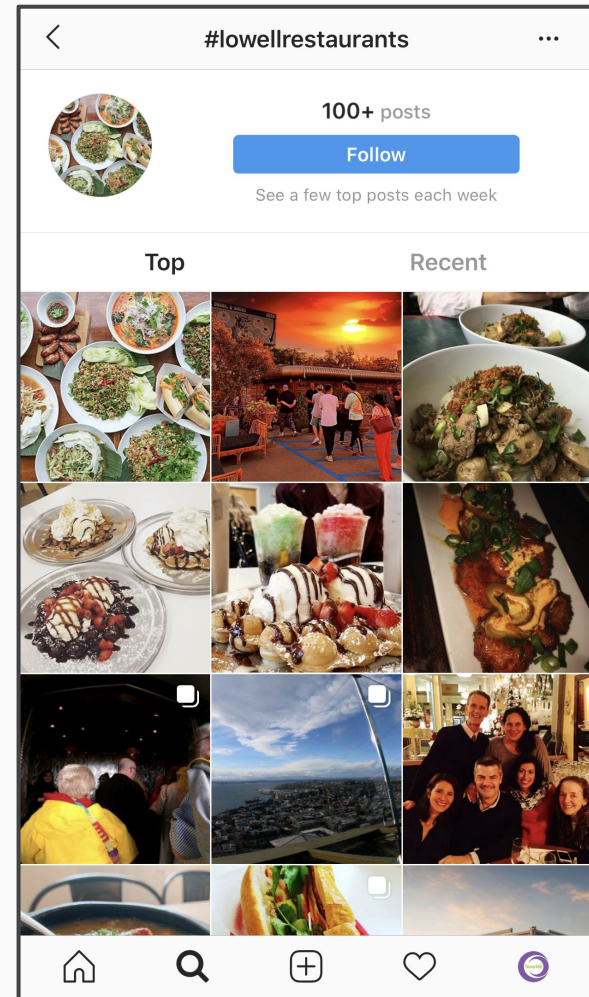 #lowellrestaurants
100+ posts
Follow
See a few top posts each week
Top
Recent